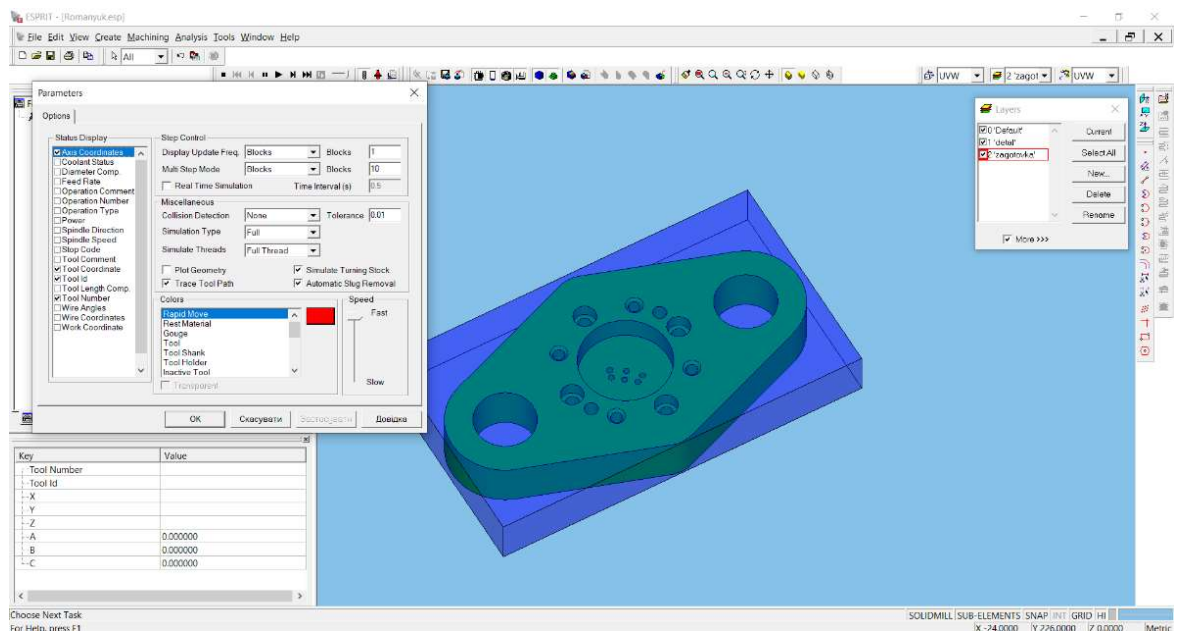 ESPRIT - [Romanyuk.esp]
File Edit View Create Machining Analysis Tools Window Help
All
UVW 2 'zagot UVW
Parameters
Options
Status Display
Axis Coordinates
Coolant Status
Diameter Comp.
Feed Rate
Operation Comment
Operation Number
Operation Type
Power
Spindle Direction
Spindle Speed
Stop Code
Tool Comment
Tool Coordinate
Tool Id
Tool Length Comp.
Tool Number
Wire Angles
Wire Coordinates
Work Coordinate
Step Control
Display Update Freq. Blocks Blocks 1
Multi Step Mode Blocks Blocks 10
Real Time Simulation Time Interval (s) 0.5
Miscellaneous
Collision Detection None Tolerance 0.01
Simulation Type Full
Simulate Threads Full Thread
Plot Geometry Simulate Turning Stock
Trace Tool Path Automatic Slug Removal
Colors
Rapid Move
Rest Material
Gouge
Tool
Tool Shank
Tool Holder
Inactive Tool
Transparent
Speed
Fast
Slow
OK Скасувати Застосувати Довідка
Layers
0 'Default'
1 'detal'
2 'zagotovka'
Current
Select All
New...
Delete
Rename
More >>>
Key Value
Tool Number
Tool Id
X
Y
Z
A 0.000000
B 0.000000
C 0.000000
Choose Next Task
SOLIDMILL SUB-ELEMENTS SNAP INT GRID HI
For Help, press F1
X -24.0000 Y 226.0000 Z 0.0000 Metric